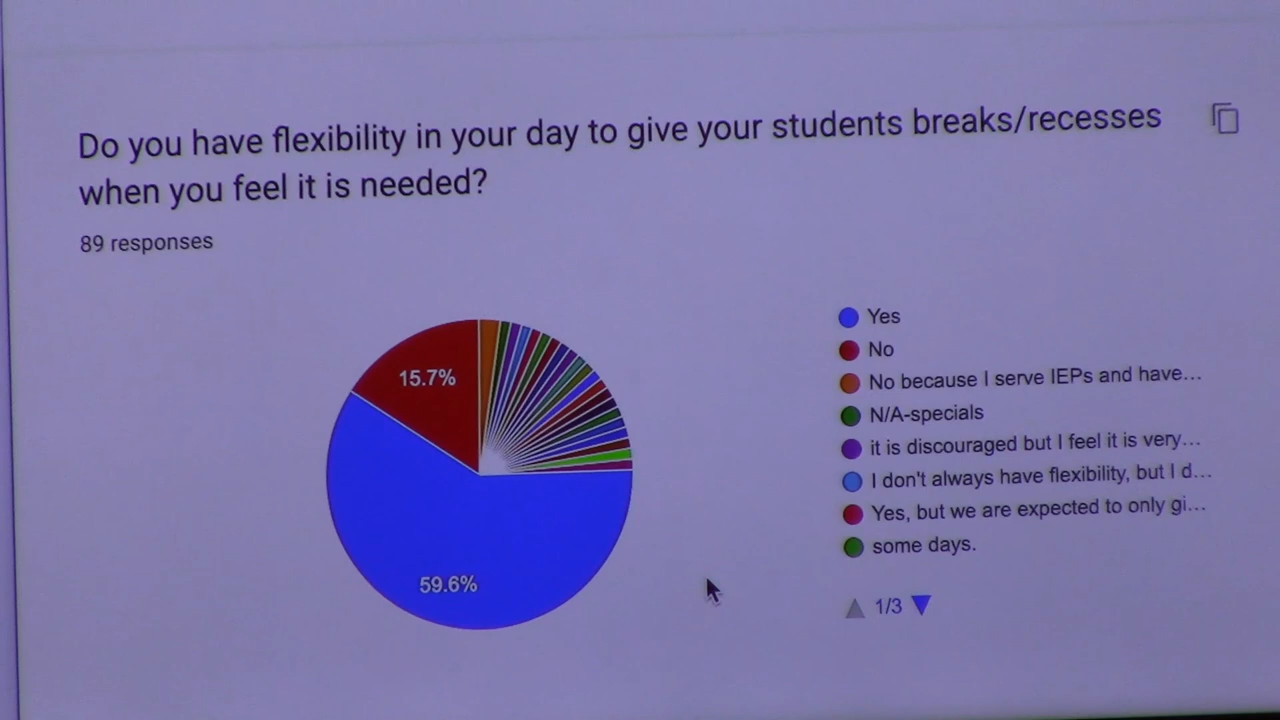 Do you have flexibility in your day to give your students breaks/recesses
when you feel it is needed?
89 responses
15.7%
59.6%
Yes
No
No because I serve IEPs and have...
N/A-specials
it is discouraged but I feel it is very...
I don't always have flexibility, but I d...
Yes, but we are expected to only gi...
some days.
1/3